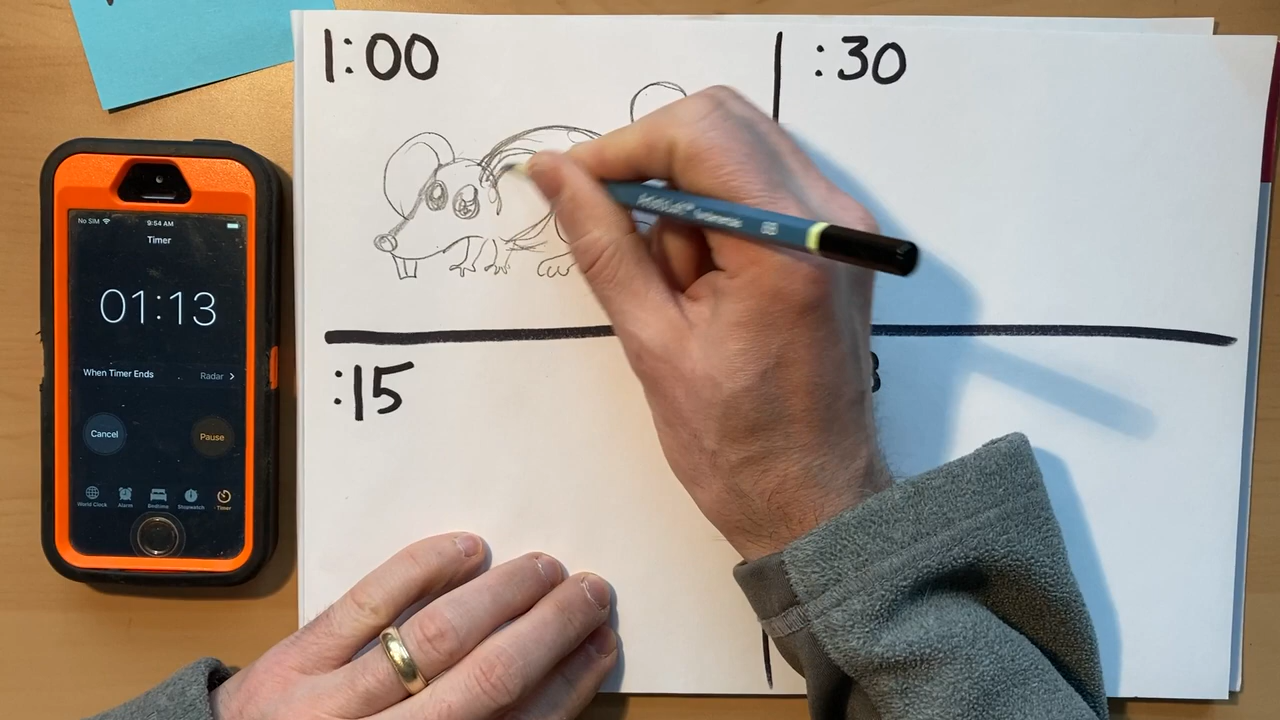 1:00
:30
:15
No SIM 9:54 AM
Timer
01:13
When Timer Ends Radar >
Cancel Pause
World Clock Alarm Bedtime Stopwatch Timer